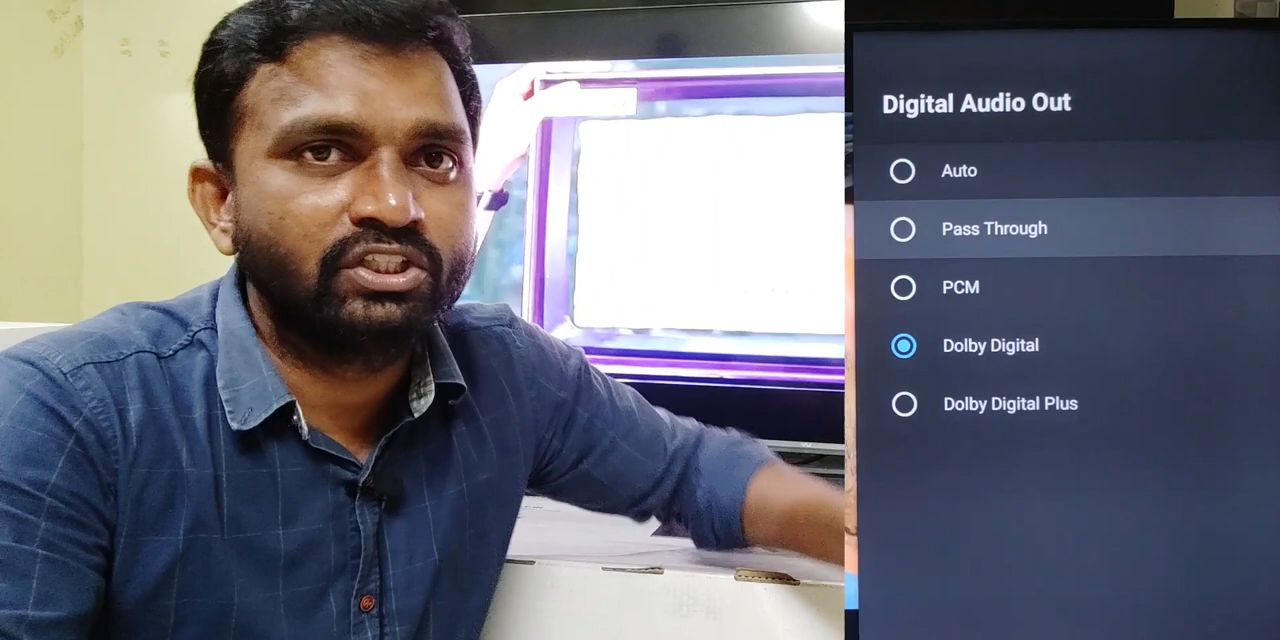 Digital Audio Out
Auto
Pass Through
PCM
Dolby Digital
Dolby Digital Plus